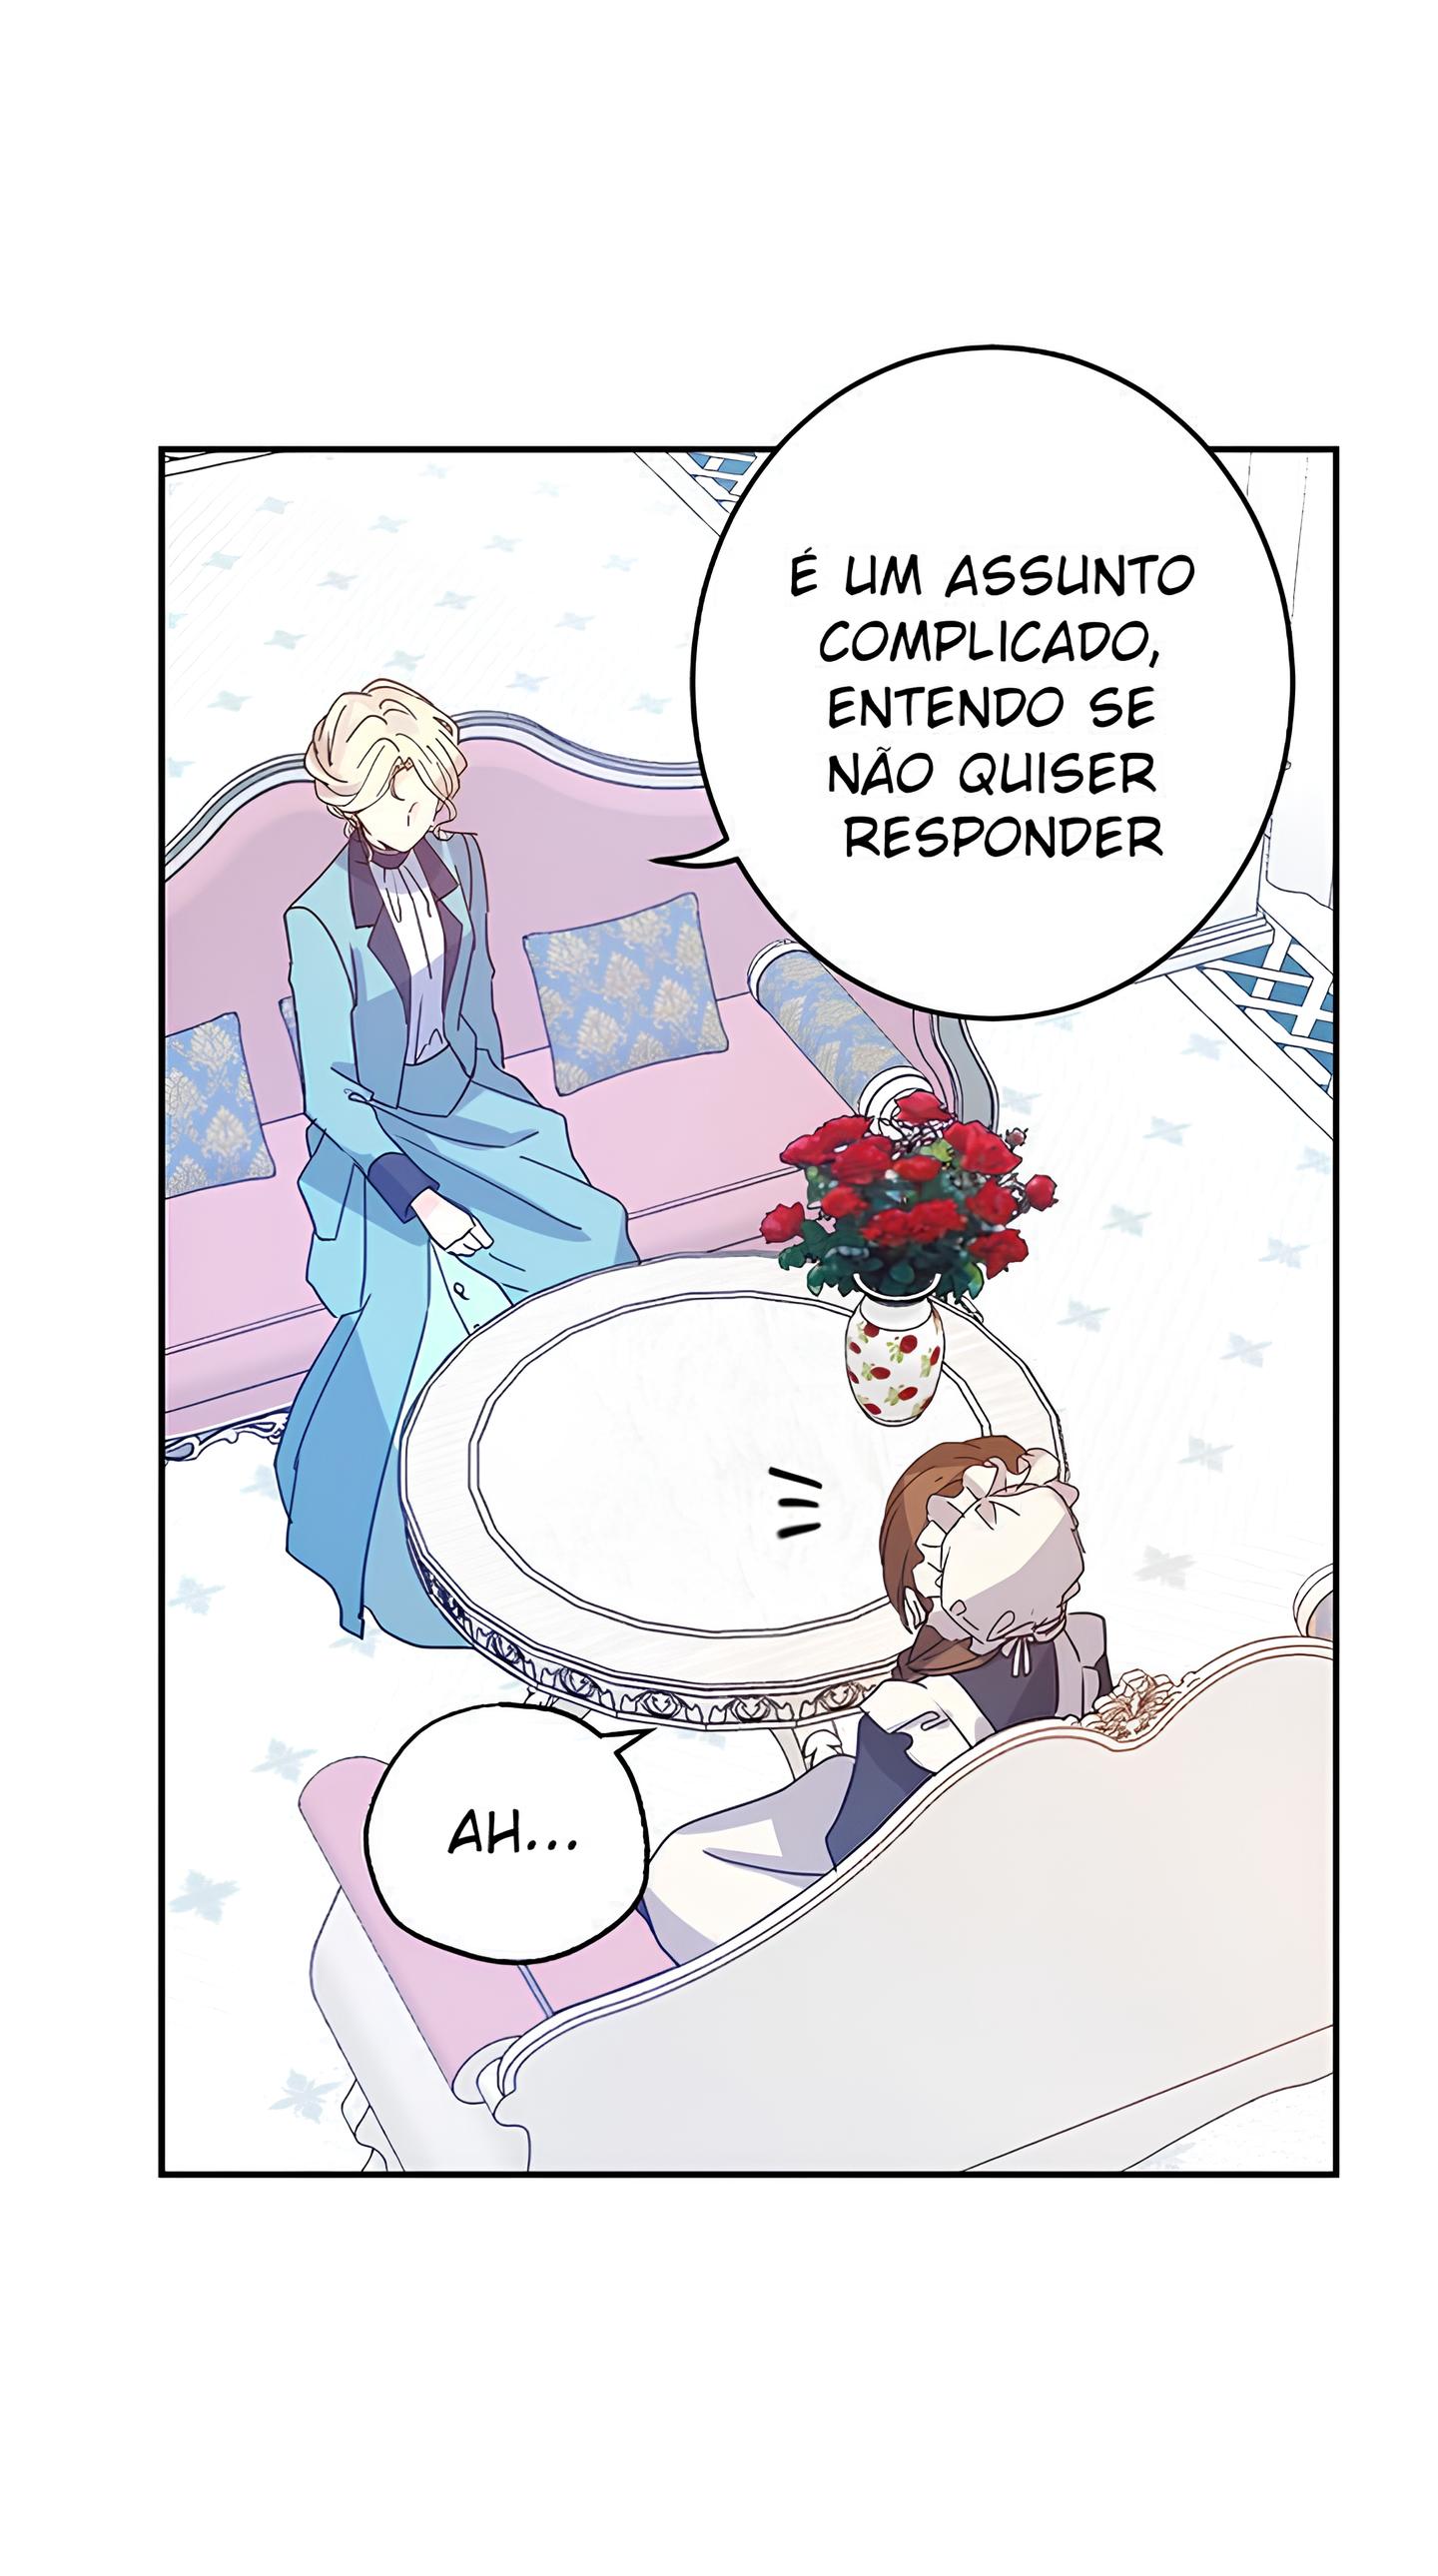 É UM ASSUNTO
COMPLICADO,
ENTENDO SE
NÃO QUISER
RESPONDER
AH...